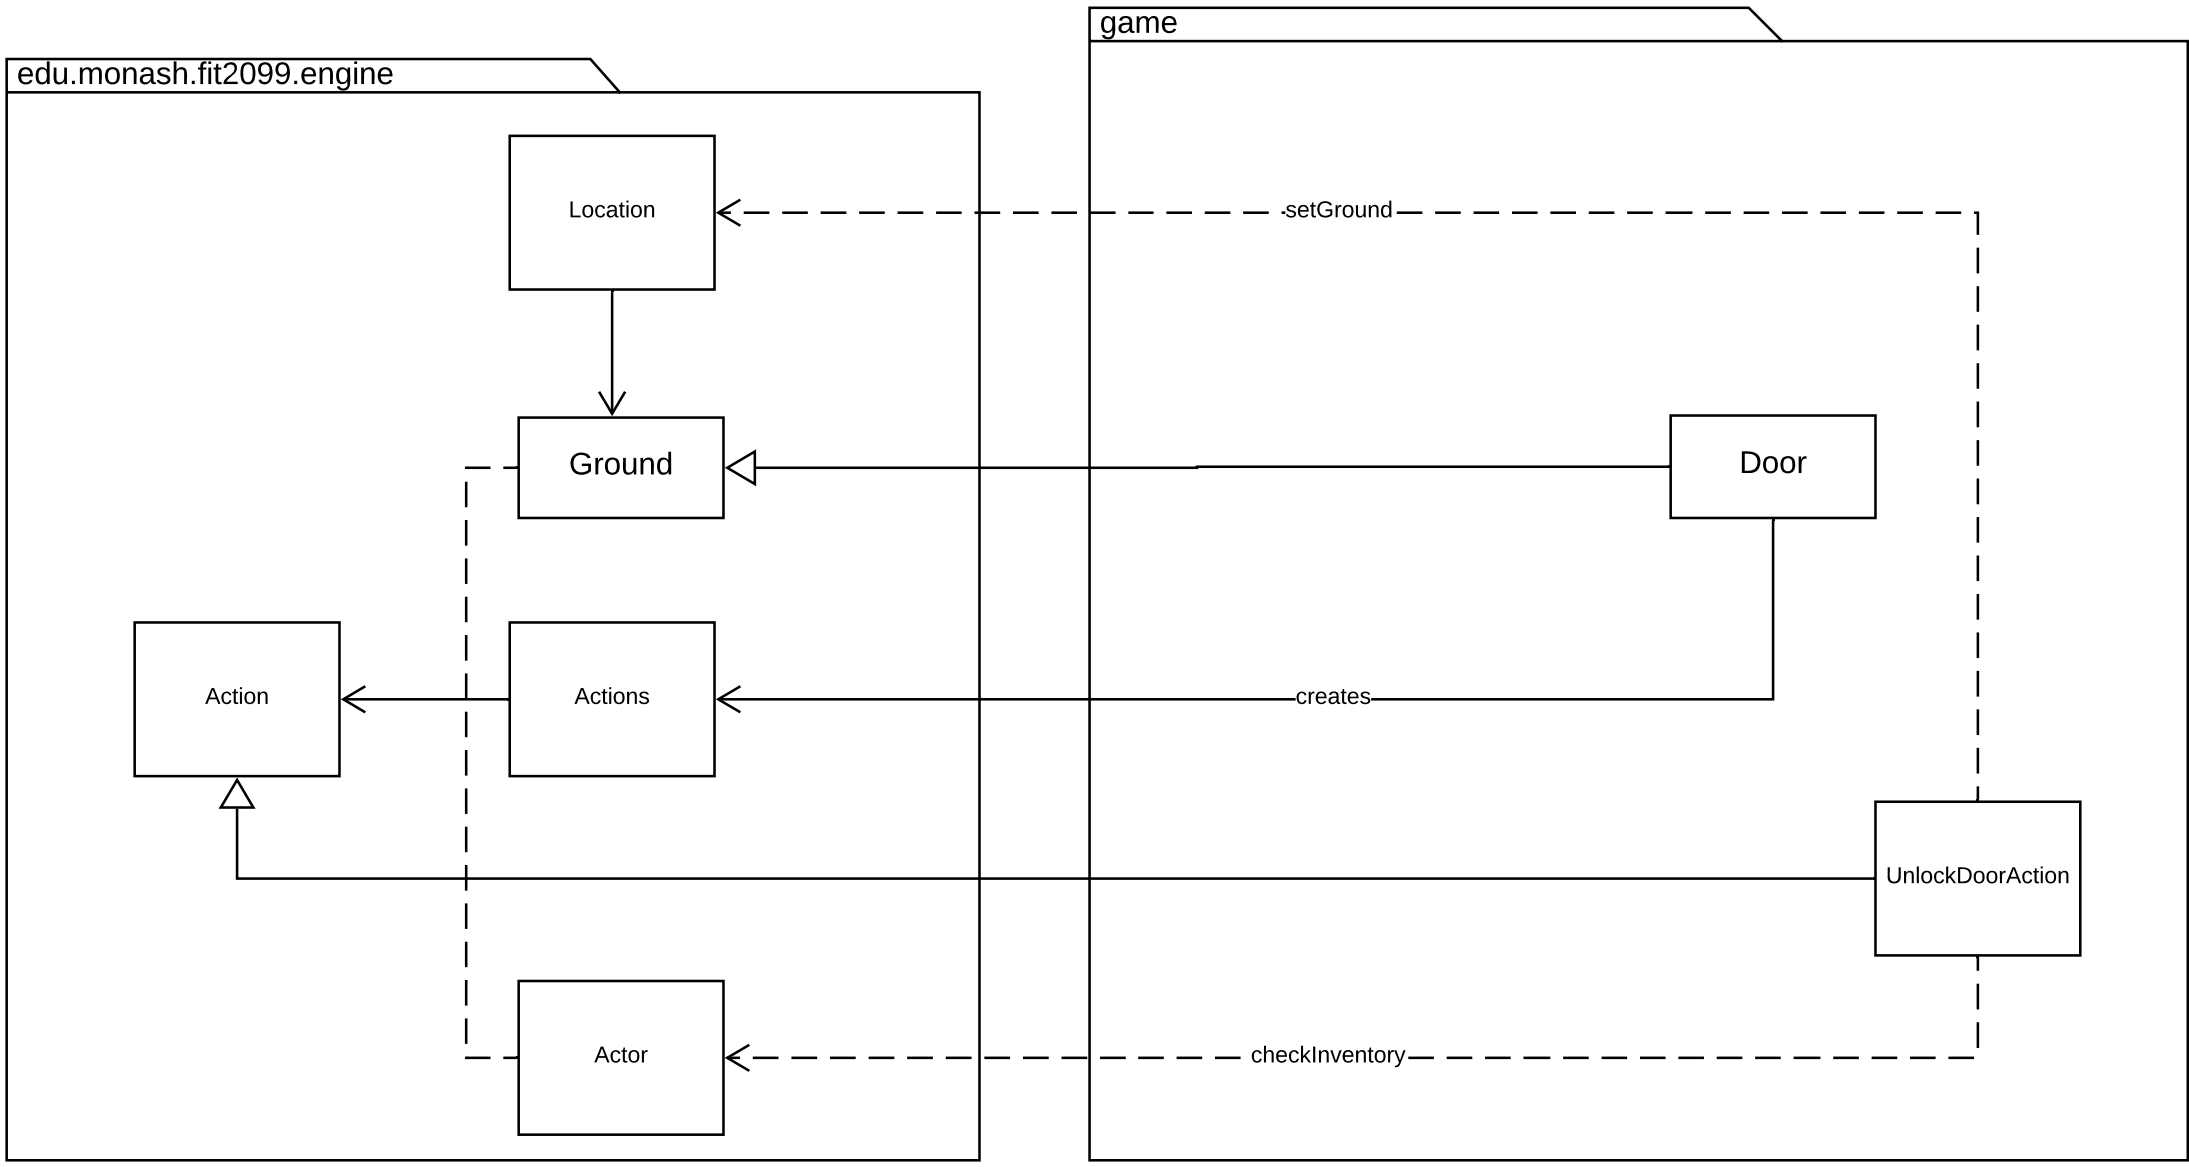 game
edu.monash.fit2099.engine
Location
setGround
Ground
Door
Action
Actions
creates
UnlockDoorAction
Actor
checkInventory